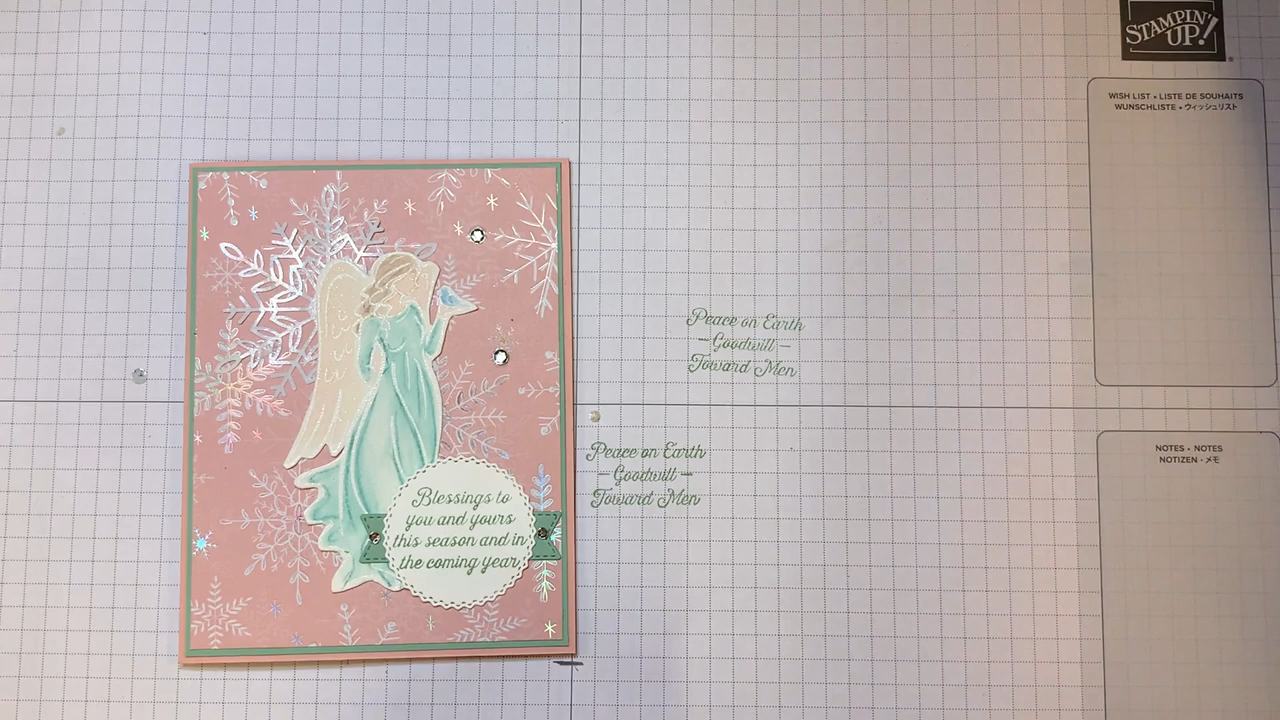 STAMPIN' UP!®
WISH LIST • LISTE DE SOUHAITS
WUNSCHLISTE • ウィッシュリスト
Peace on Earth
— Goodwill —
Toward Men
Peace on Earth
— Goodwill —
Toward Men
NOTES • NOTES
NOTIZEN • メモ
Blessings to
you and yours
this season and in
the coming year